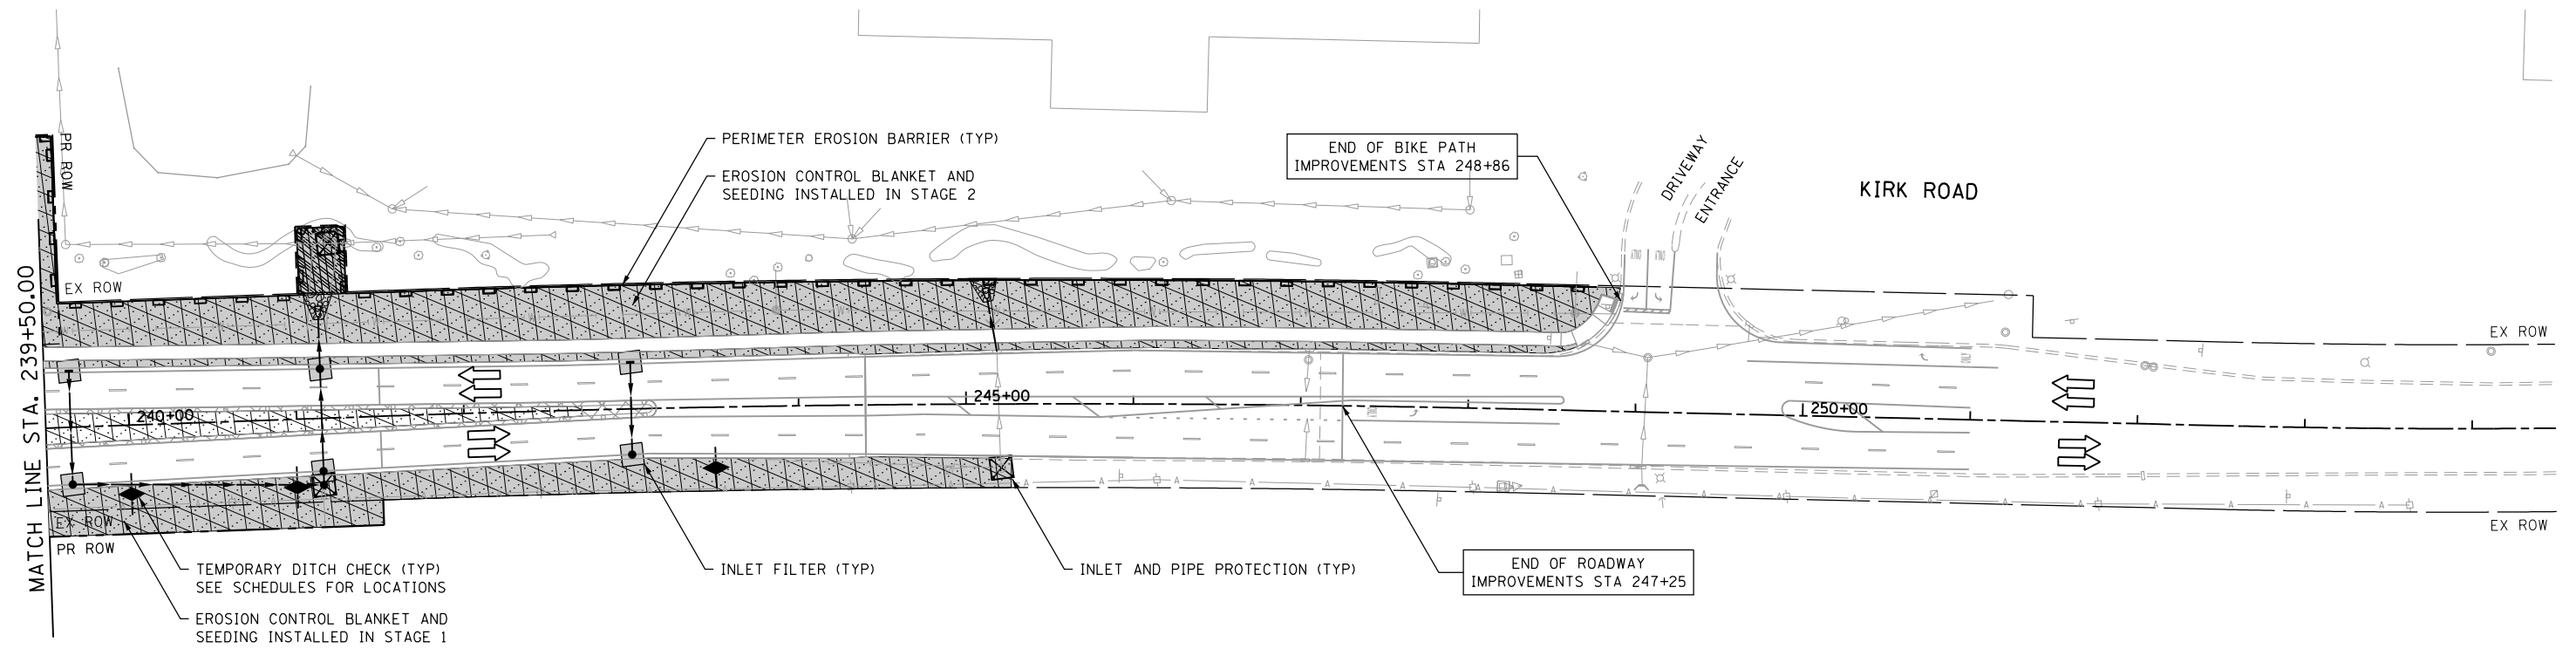 PERIMETER EROSION BARRIER (TYP)
EROSION CONTROL BLANKET AND
SEEDING INSTALLED IN STAGE 2
END OF BIKE PATH
IMPROVEMENTS STA 248+86
DRIVEWAY
ENTRANCE
KIRK ROAD
PR ROW
EX ROW
MATCH LINE STA. 239+50.00
ONLY
ONLY
EX ROW
240+00
245+00
250+00
EX ROW
PR ROW
EX ROW
TEMPORARY DITCH CHECK (TYP)
SEE SCHEDULES FOR LOCATIONS
EROSION CONTROL BLANKET AND
SEEDING INSTALLED IN STAGE 1
INLET FILTER (TYP)
INLET AND PIPE PROTECTION (TYP)
END OF ROADWAY
IMPROVEMENTS STA 247+25